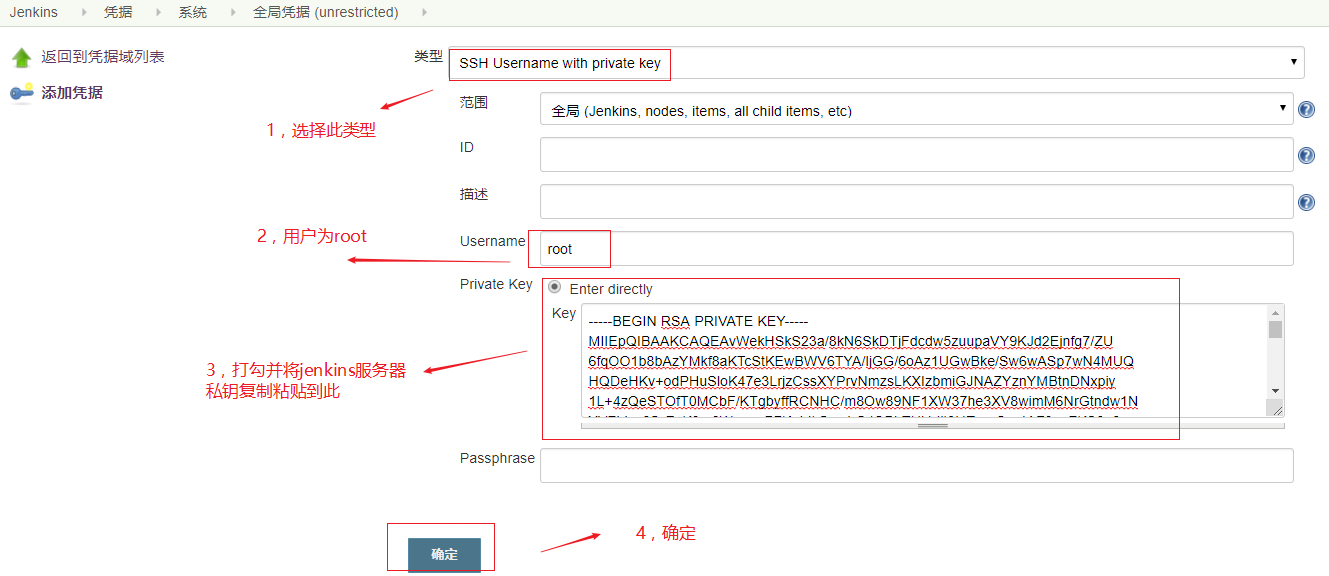 Jenkins 凭据 系统 全局凭据 (unrestricted)
返回到凭据域列表
添加凭据
类型 SSH Username with private key
1，选择此类型
范围 全局 (Jenkins, nodes, items, all child items, etc)
ID
描述
2，用户为root
Username root
Private Key Enter directly
Key
-----BEGIN RSA PRIVATE KEY-----
MIIEpQIBAAKCAQEAvWekHSkS23a/8kN6SkDTjFdcdw5zuupaVY9KJd2Ejnfg7/ZU
6fqOO1b8bAzYMkf8aKTcStKEwBWV6TYA/ljGG/6oAz1UGwBke/Sw6wASp7wN4MUQ
HQDeHKv+odPHuSloK47e3LrjzCssXYPrvNmzsLKXIzbmiGJNAZYznYMBtnDNxpiy
1L+4zQeSTOfT0MCbF/KTgbyffRCNHC/m8Ow89NF1XW37he3XV8wimM6NrGtndw1N
3，打勾并将jenkins服务器
私钥复制粘贴到此
Passphrase
4，确定
确定